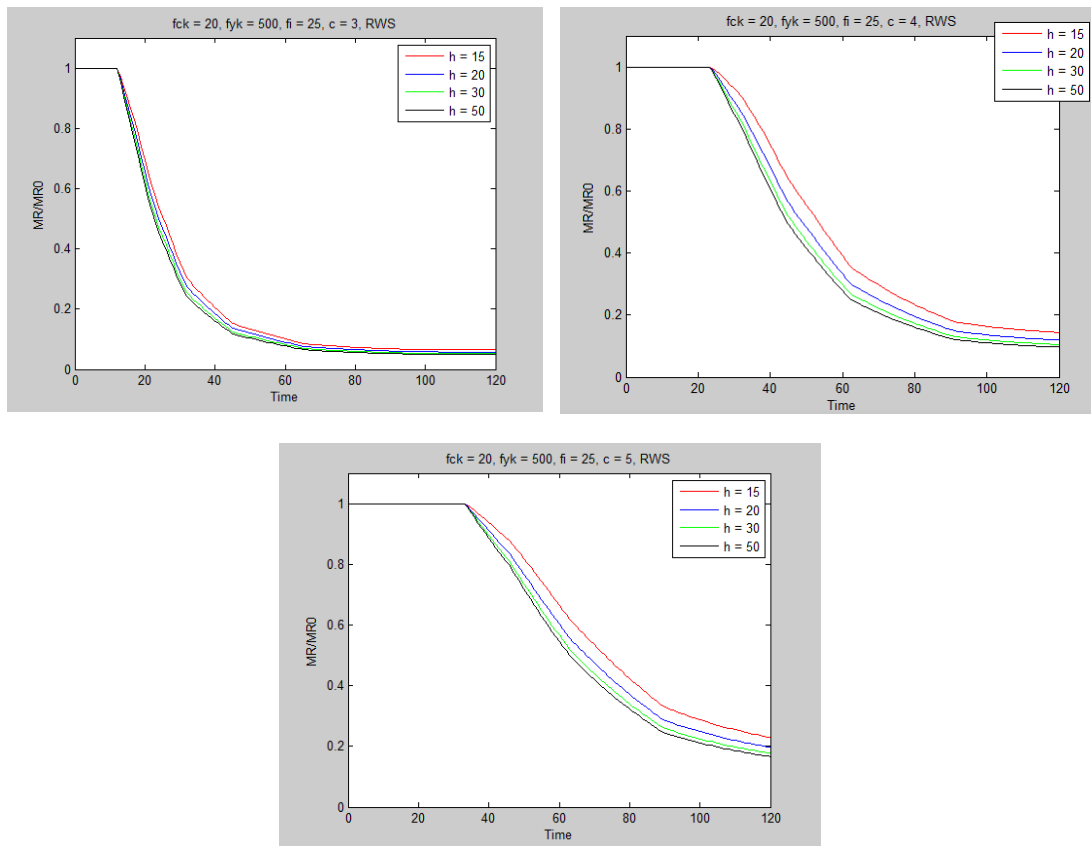 fck = 20, fyk = 500, fi = 25, c = 3, RWS
h = 15
h = 20
h = 30
h = 50
1
0.8
0.6
0.4
0.2
0
MR/MR0
0 20 40 60 80 100 120
Time
fck = 20, fyk = 500, fi = 25, c = 4, RWS
h = 15
h = 20
h = 30
h = 50
1
0.8
0.6
0.4
0.2
0
MR/MR0
0 20 40 60 80 100 120
Time
fck = 20, fyk = 500, fi = 25, c = 5, RWS
h = 15
h = 20
h = 30
h = 50
1
0.8
0.6
0.4
0.2
0
MR/MR0
0 20 40 60 80 100 120
Time